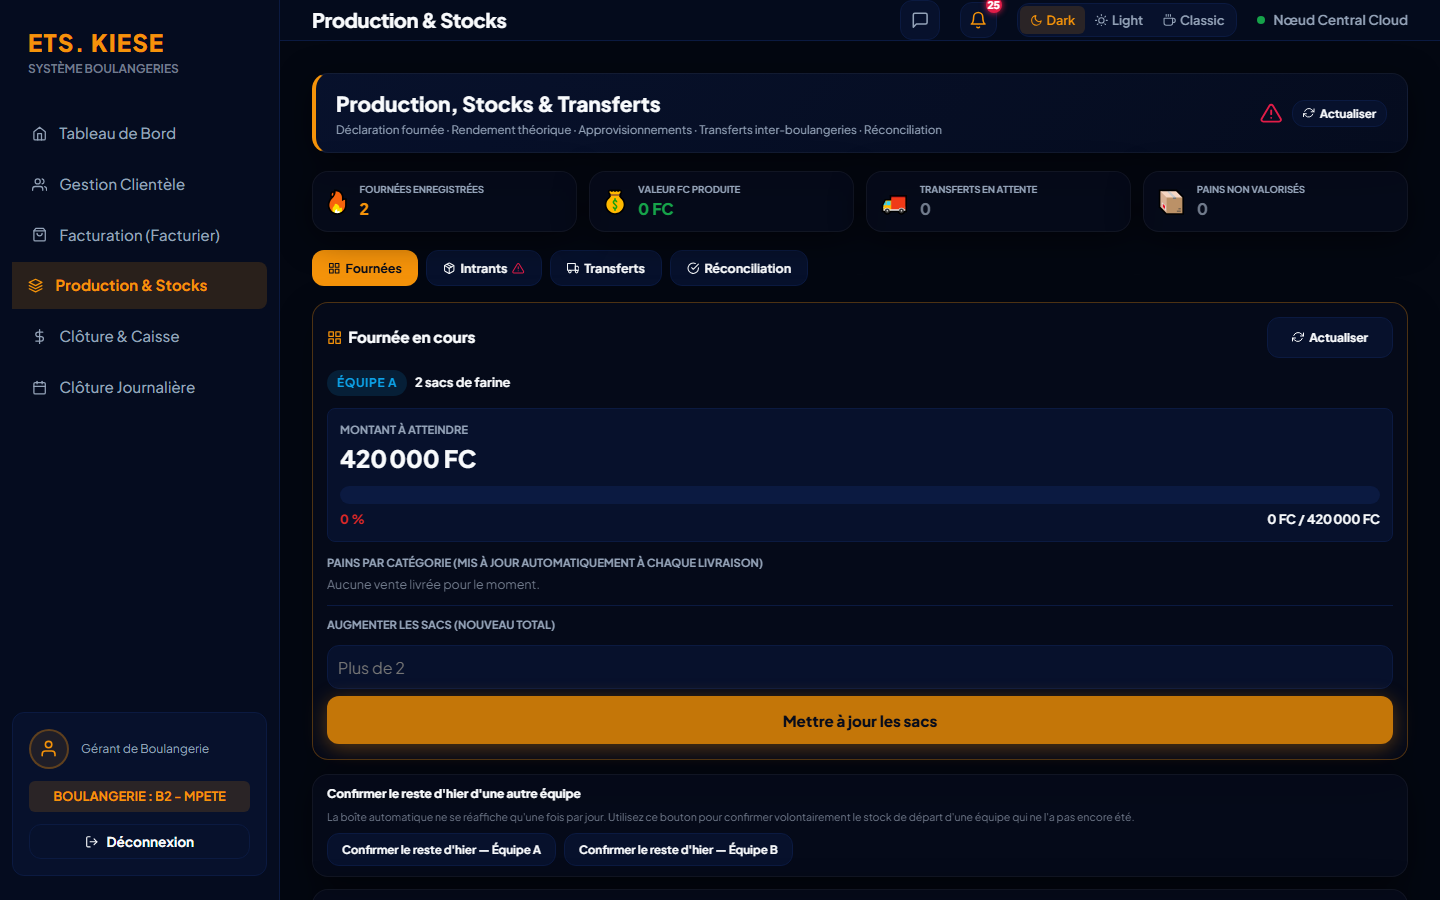 ETS. KIESE
SYSTÈME BOULANGERIES
Tableau de Bord
Gestion Clientèle
Facturation (Facturier)
Production & Stocks
Clôture & Caisse
Clôture Journalière
Gérant de Boulangerie
BOULANGERIE : B2 - MPETE
Déconnexion
Production & Stocks
25
Dark
Light
Classic
Nœud Central Cloud
Production, Stocks & Transferts
Déclaration fournée · Rendement théorique · Approvisionnements · Transferts inter-boulangeries · Réconciliation
Actualiser
FOURNÉES ENREGISTRÉES
2
VALEUR FC PRODUITE
0 FC
TRANSFERTS EN ATTENTE
0
PAINS NON VALORISÉS
0
Fournées
Intrants
Transferts
Réconciliation
Fournée en cours
Actualiser
ÉQUIPE A
2 sacs de farine
MONTANT À ATTEINDRE
420 000 FC
0 %
0 FC / 420 000 FC
PAINS PAR CATÉGORIE (MIS À JOUR AUTOMATIQUEMENT À CHAQUE LIVRAISON)
Aucune vente livrée pour le moment.
AUGMENTER LES SACS (NOUVEAU TOTAL)
Plus de 2
Mettre à jour les sacs
Confirmer le reste d'hier d'une autre équipe
La boîte automatique ne se réaffiche qu'une fois par jour. Utilisez ce bouton pour confirmer volontairement le stock de départ d'une équipe qui ne l'a pas encore été.
Confirmer le reste d'hier — Équipe A
Confirmer le reste d'hier — Équipe B